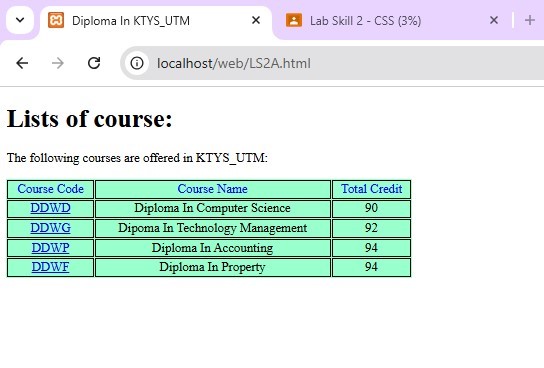 Diploma In KTYS_UTM
Lab Skill 2 - CSS (3%)
localhost/web/LS2A.html
Lists of course:
The following courses are offered in KTYS_UTM:
Course Code Course Name Total Credit
DDWD Diploma In Computer Science 90
DDWG Dipoma In Technology Management 92
DDWP Diploma In Accounting 94
DDWF Diploma In Property 94